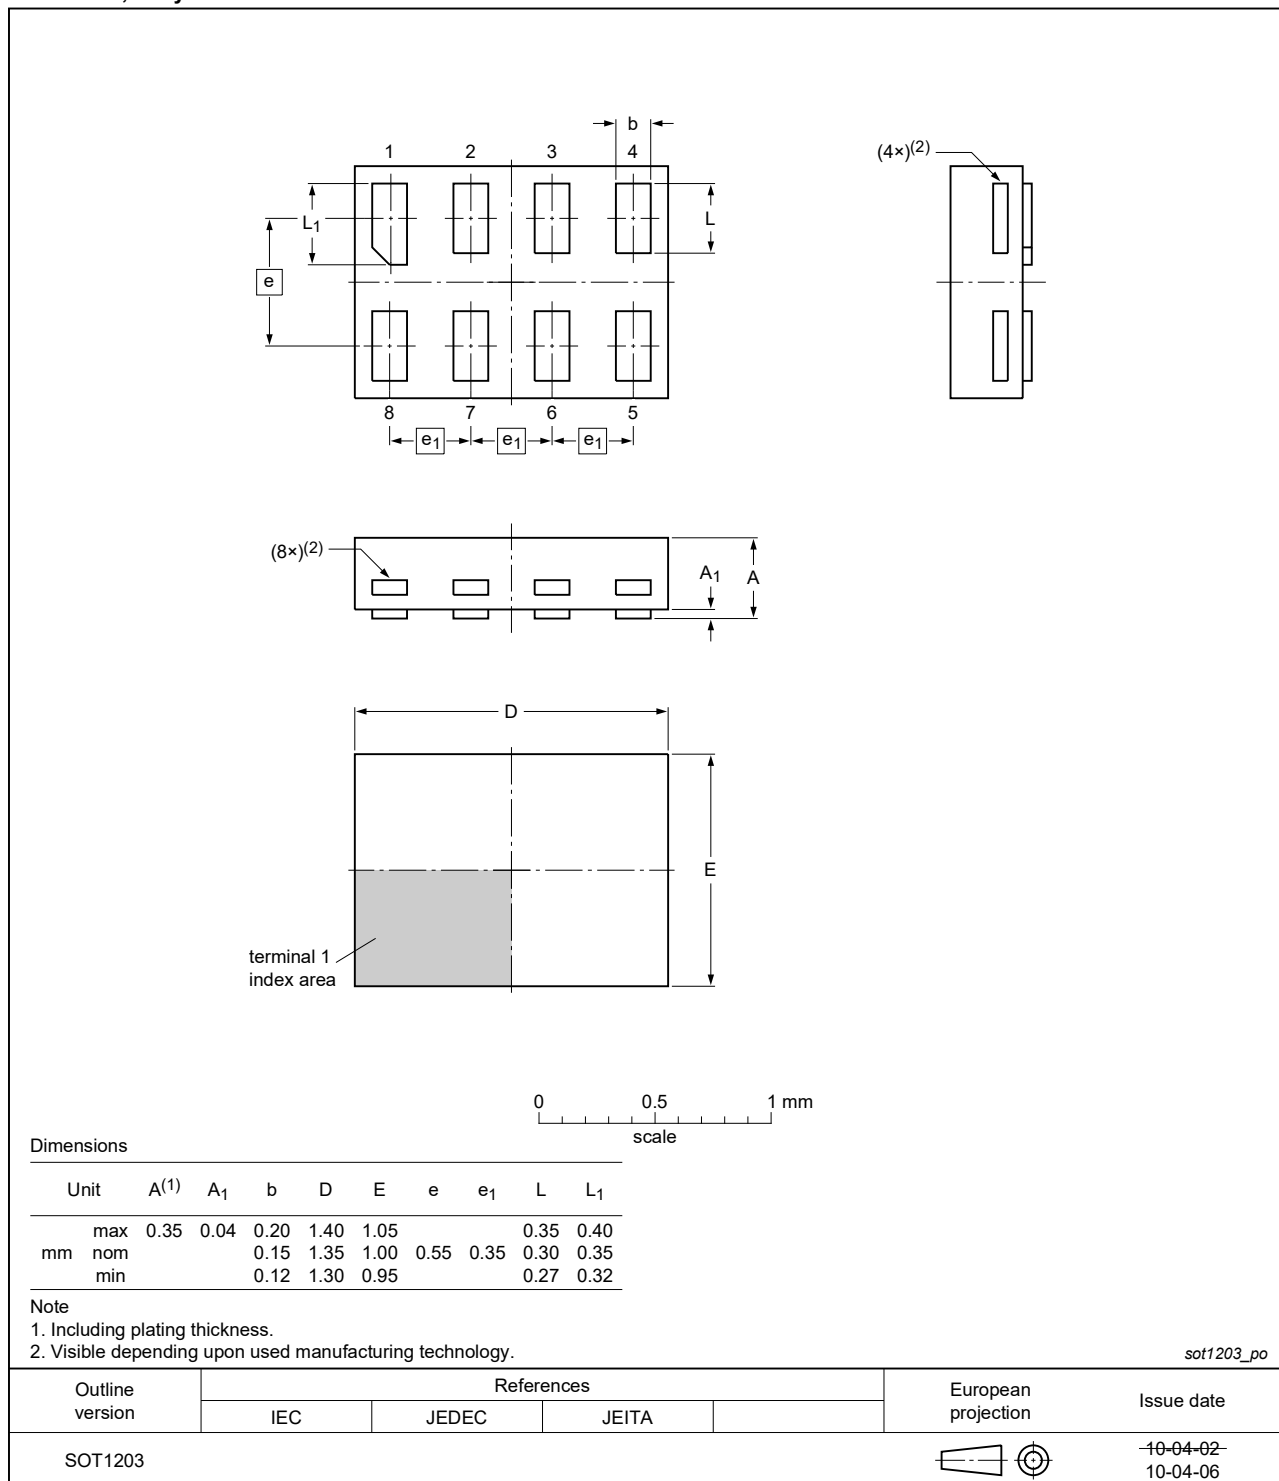 b
1 2 3 4
(4×)(2)
L1
L
e
8 7 6 5
e1 e1 e1
(8×)(2)
A1 A
D
E
terminal 1
index area
0 0.5 1 mm
scale
Dimensions
Unit A(1) A1 b D E e e1 L L1
max 0.35 0.04 0.20 1.40 1.05 0.35 0.40
mm nom 0.15 1.35 1.00 0.55 0.35 0.30 0.35
min 0.12 1.30 0.95 0.27 0.32
Note
1. Including plating thickness.
2. Visible depending upon used manufacturing technology.
sot1203_po
Outline version References European projection Issue date
IEC JEDEC JEITA
SOT1203
10-04-02
10-04-06